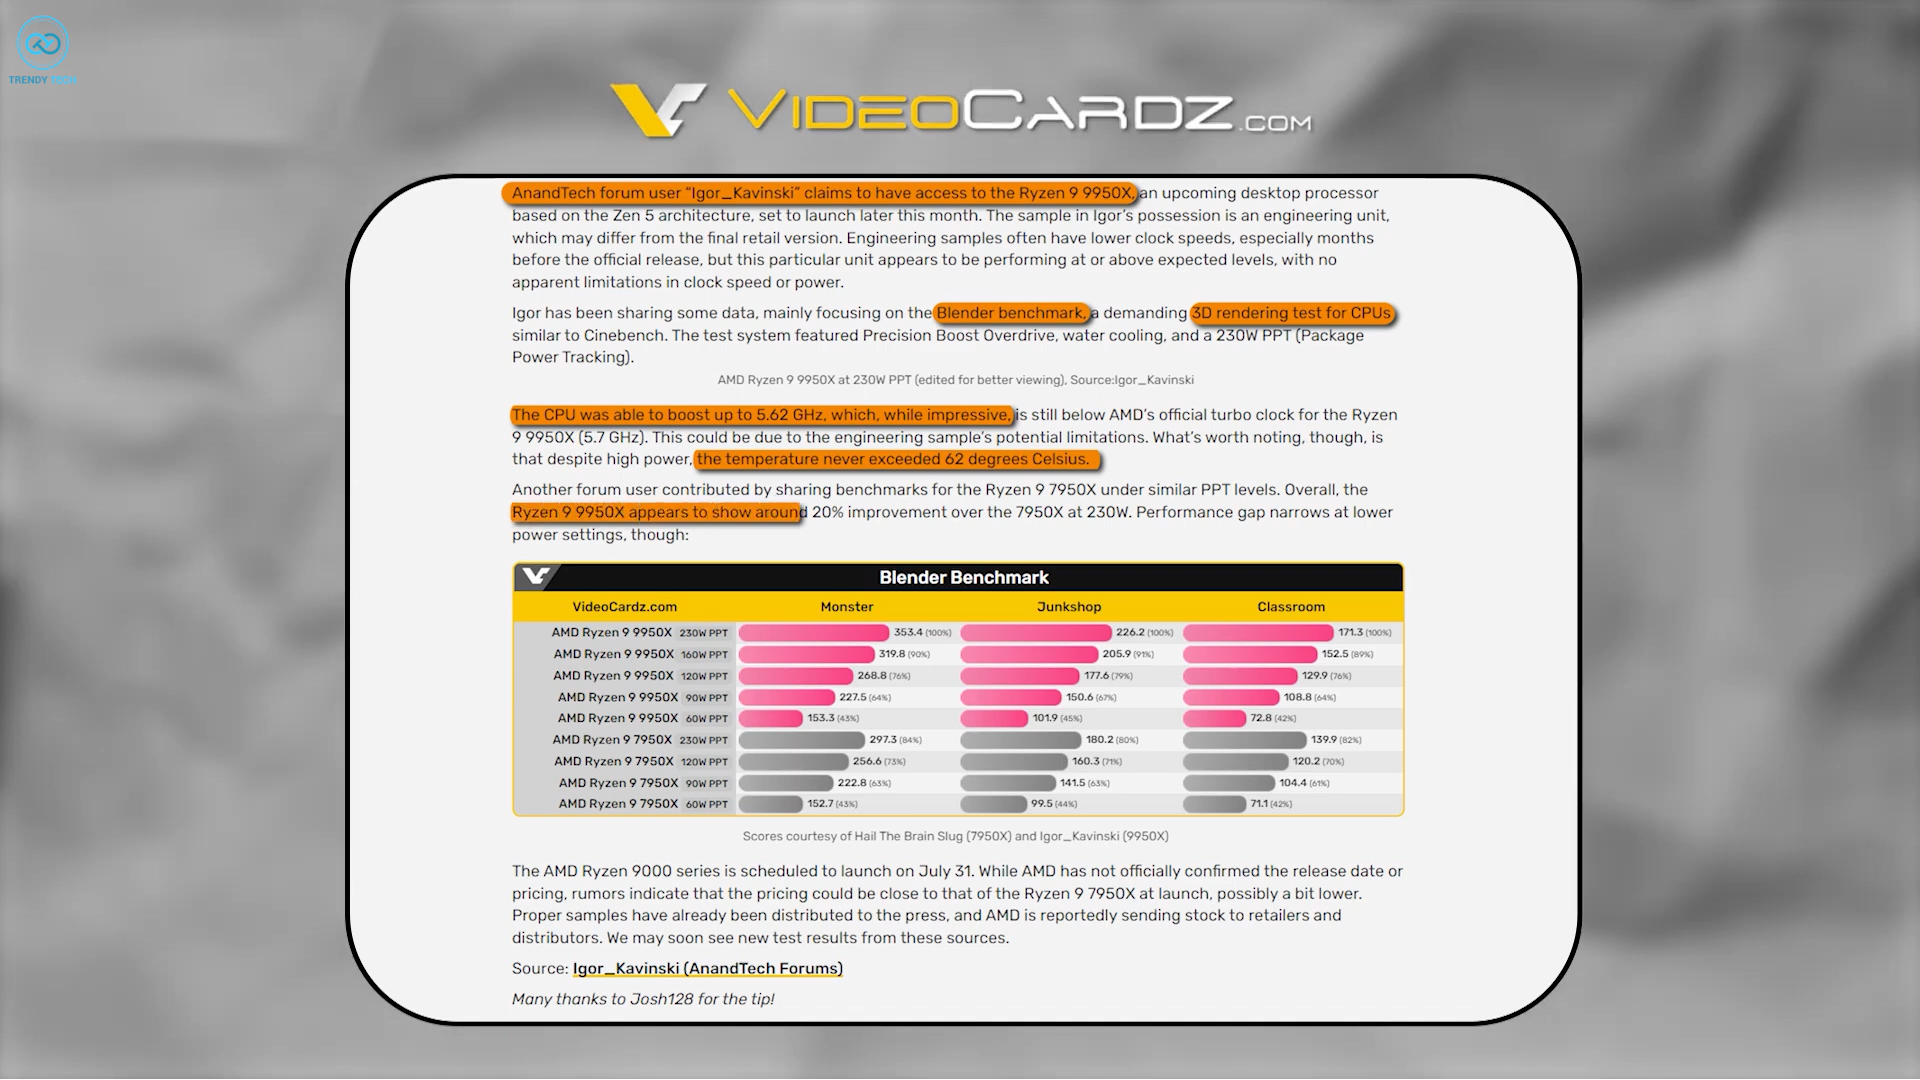 TRENDY TECH
VIDEOCARDZ.COM
AnandTech forum user “Igor_Kavinski” claims to have access to the Ryzen 9 9950X, an upcoming desktop processor
based on the Zen 5 architecture, set to launch later this month. The sample in Igor’s possession is an engineering unit,
which may differ from the final retail version. Engineering samples often have lower clock speeds, especially months
before the official release, but this particular unit appears to be performing at or above expected levels, with no
apparent limitations in clock speed or power.
Igor has been sharing some data, mainly focusing on the Blender benchmark, a demanding 3D rendering test for CPUs
similar to Cinebench. The test system featured Precision Boost Overdrive, water cooling, and a 230W PPT (Package
Power Tracking).
AMD Ryzen 9 9950X at 230W PPT (edited for better viewing), Source:Igor_Kavinski
The CPU was able to boost up to 5.62 GHz, which, while impressive, is still below AMD’s official turbo clock for the Ryzen
9 9950X (5.7 GHz). This could be due to the engineering sample’s potential limitations. What’s worth noting, though, is
that despite high power, the temperature never exceeded 62 degrees Celsius.
Another forum user contributed by sharing benchmarks for the Ryzen 9 7950X under similar PPT levels. Overall, the
Ryzen 9 9950X appears to show around 20% improvement over the 7950X at 230W. Performance gap narrows at lower
power settings, though:
Blender Benchmark
VideoCardz.com Monster Junkshop Classroom
AMD Ryzen 9 9950X 230W PPT 353.4 (100%) 226.2 (100%) 171.3 (100%)
AMD Ryzen 9 9950X 160W PPT 319.8 (90%) 205.9 (91%) 152.5 (89%)
AMD Ryzen 9 9950X 120W PPT 268.8 (76%) 177.6 (79%) 129.9 (76%)
AMD Ryzen 9 9950X 90W PPT 227.5 (64%) 150.6 (67%) 108.8 (64%)
AMD Ryzen 9 9950X 60W PPT 153.3 (43%) 101.9 (45%) 72.8 (42%)
AMD Ryzen 9 7950X 230W PPT 297.3 (84%) 180.2 (80%) 139.9 (82%)
AMD Ryzen 9 7950X 120W PPT 256.6 (73%) 160.3 (71%) 120.2 (70%)
AMD Ryzen 9 7950X 90W PPT 222.8 (63%) 141.5 (63%) 104.4 (61%)
AMD Ryzen 9 7950X 60W PPT 152.7 (43%) 99.5 (44%) 71.1 (42%)
Scores courtesy of Hail The Brain Slug (7950X) and Igor_Kavinski (9950X)
The AMD Ryzen 9000 series is scheduled to launch on July 31. While AMD has not officially confirmed the release date or
pricing, rumors indicate that the pricing could be close to that of the Ryzen 9 7950X at launch, possibly a bit lower.
Proper samples have already been distributed to the press, and AMD is reportedly sending stock to retailers and
distributors. We may soon see new test results from these sources.
Source: Igor_Kavinski (AnandTech Forums)
Many thanks to Josh128 for the tip!